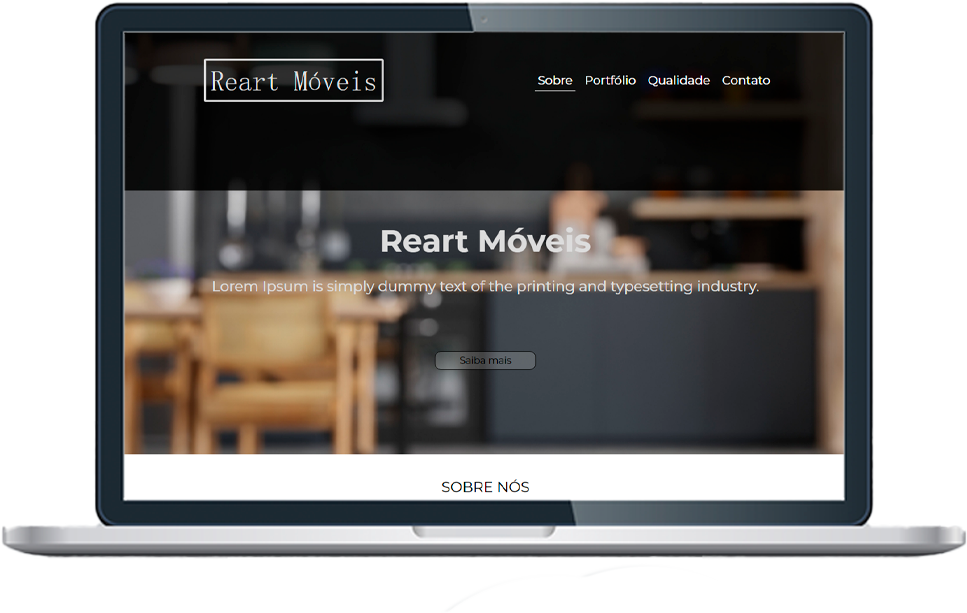 Reart Móveis
Sobre Portfólio Qualidade Contato
Reart Móveis
Lorem Ipsum is simply dummy text of the printing and typesetting industry.
Saiba mais
SOBRE NÓS